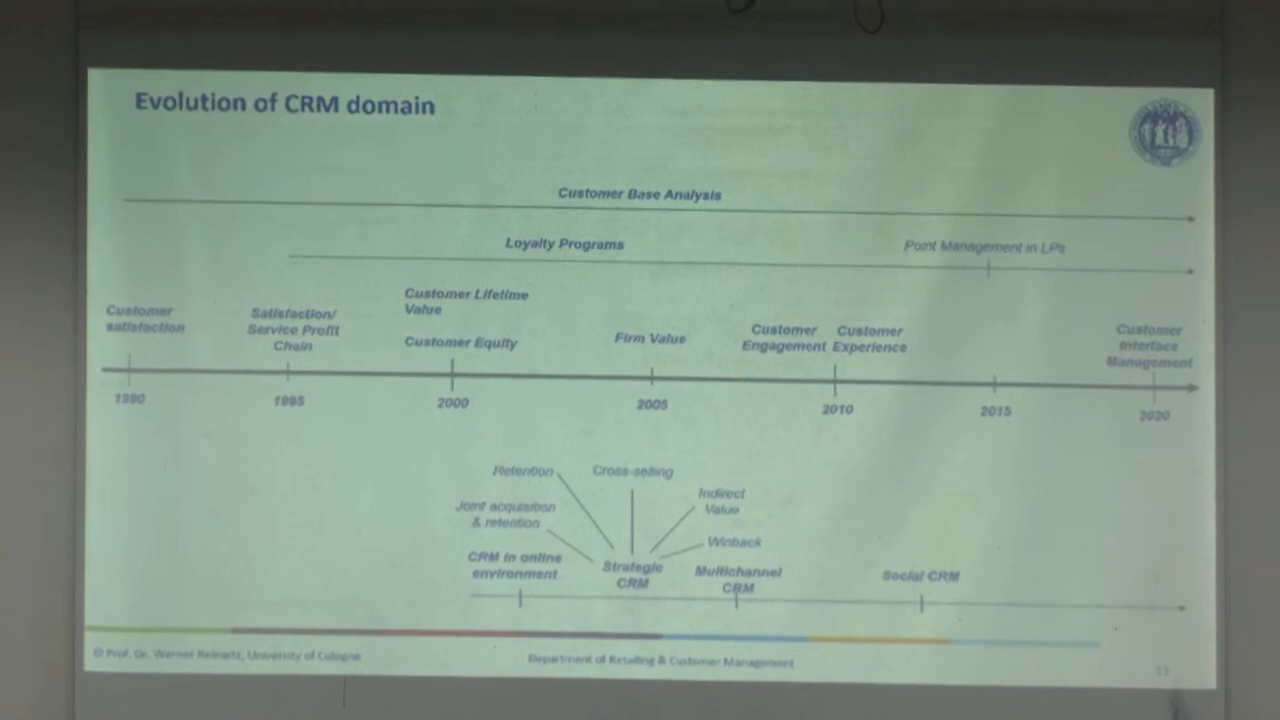 Evolution of CRM domain
Customer Base Analysis
Loyalty Programs
Point Management in LPs
Customer
satisfaction
Satisfaction/
Service Profit
Chain
Customer Lifetime
Value
Customer Equity
Firm Value
Customer
Engagement
Customer
Experience
Customer
Interface
Management
1990
1995
2000
2005
2010
2015
2020
Retention
Cross-selling
Indirect
Value
Joint acquisition
& retention
Winback
CRM in online
environment
Strategic
CRM
Multichannel
CRM
Social CRM
© Prof. Dr. Werner Reinartz, University of Cologne
Department of Retailing & Customer Management